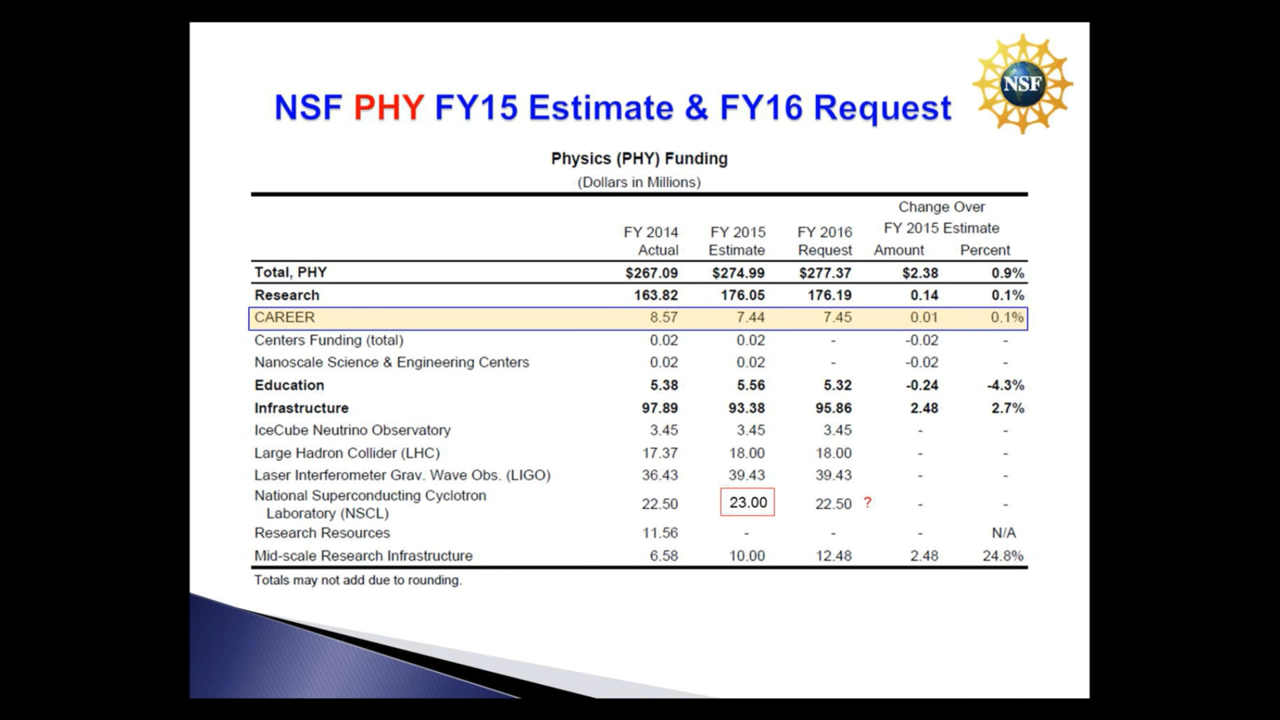 NSF PHY FY15 Estimate & FY16 Request
NSF
Physics (PHY) Funding
(Dollars in Millions)
Change Over
FY 2014 FY 2015 FY 2016 FY 2015 Estimate
Actual Estimate Request Amount Percent
Total, PHY $267.09 $274.99 $277.37 $2.38 0.9%
Research 163.82 176.05 176.19 0.14 0.1%
CAREER 8.57 7.44 7.45 0.01 0.1%
Centers Funding (total) 0.02 0.02 - -0.02 -
Nanoscale Science & Engineering Centers 0.02 0.02 - -0.02 -
Education 5.38 5.56 5.32 -0.24 -4.3%
Infrastructure 97.89 93.38 95.86 2.48 2.7%
IceCube Neutrino Observatory 3.45 3.45 3.45 - -
Large Hadron Collider (LHC) 17.37 18.00 18.00 - -
Laser Interferometer Grav. Wave Obs. (LIGO) 36.43 39.43 39.43 - -
National Superconducting Cyclotron
Laboratory (NSCL) 22.50 23.00 22.50 ? - -
Research Resources 11.56 - - - N/A
Mid-scale Research Infrastructure 6.58 10.00 12.48 2.48 24.8%
Totals may not add due to rounding.